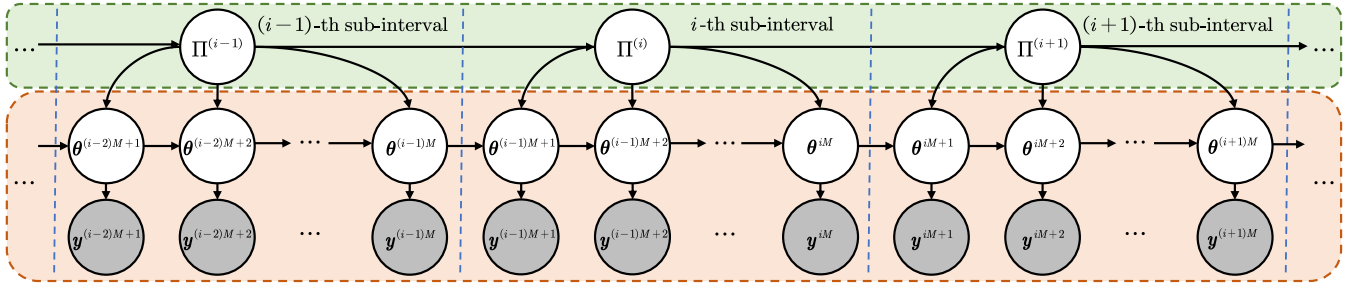 (i−1)-th sub-interval i-th sub-interval (i+1)-th sub-interval
... Π^(i−1) Π^(i) Π^(i+1) ...
θ^(i−2)M+1 θ^(i−2)M+2 ... θ^(i−1)M θ^(i−1)M+1 θ^(i−1)M+2 ... θ^iM θ^iM+1 θ^iM+2 ... θ^(i+1)M
... ...
y^(i−2)M+1 y^(i−2)M+2 ... y^(i−1)M y^(i−1)M+1 y^(i−1)M+2 ... y^iM y^iM+1 y^iM+2 ... y^(i+1)M